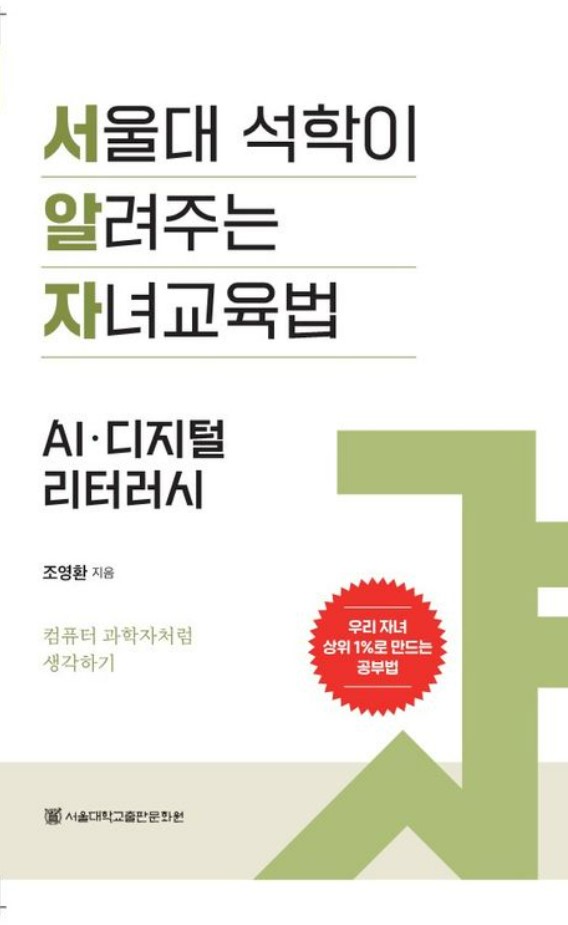 서울대 석학이
알려주는
자녀교육법
AI·디지털
리터러시
조영환 지음
컴퓨터 과학자처럼
생각하기
우리 자녀
상위 1%로 만드는
공부법
서울대학교출판문화원
자